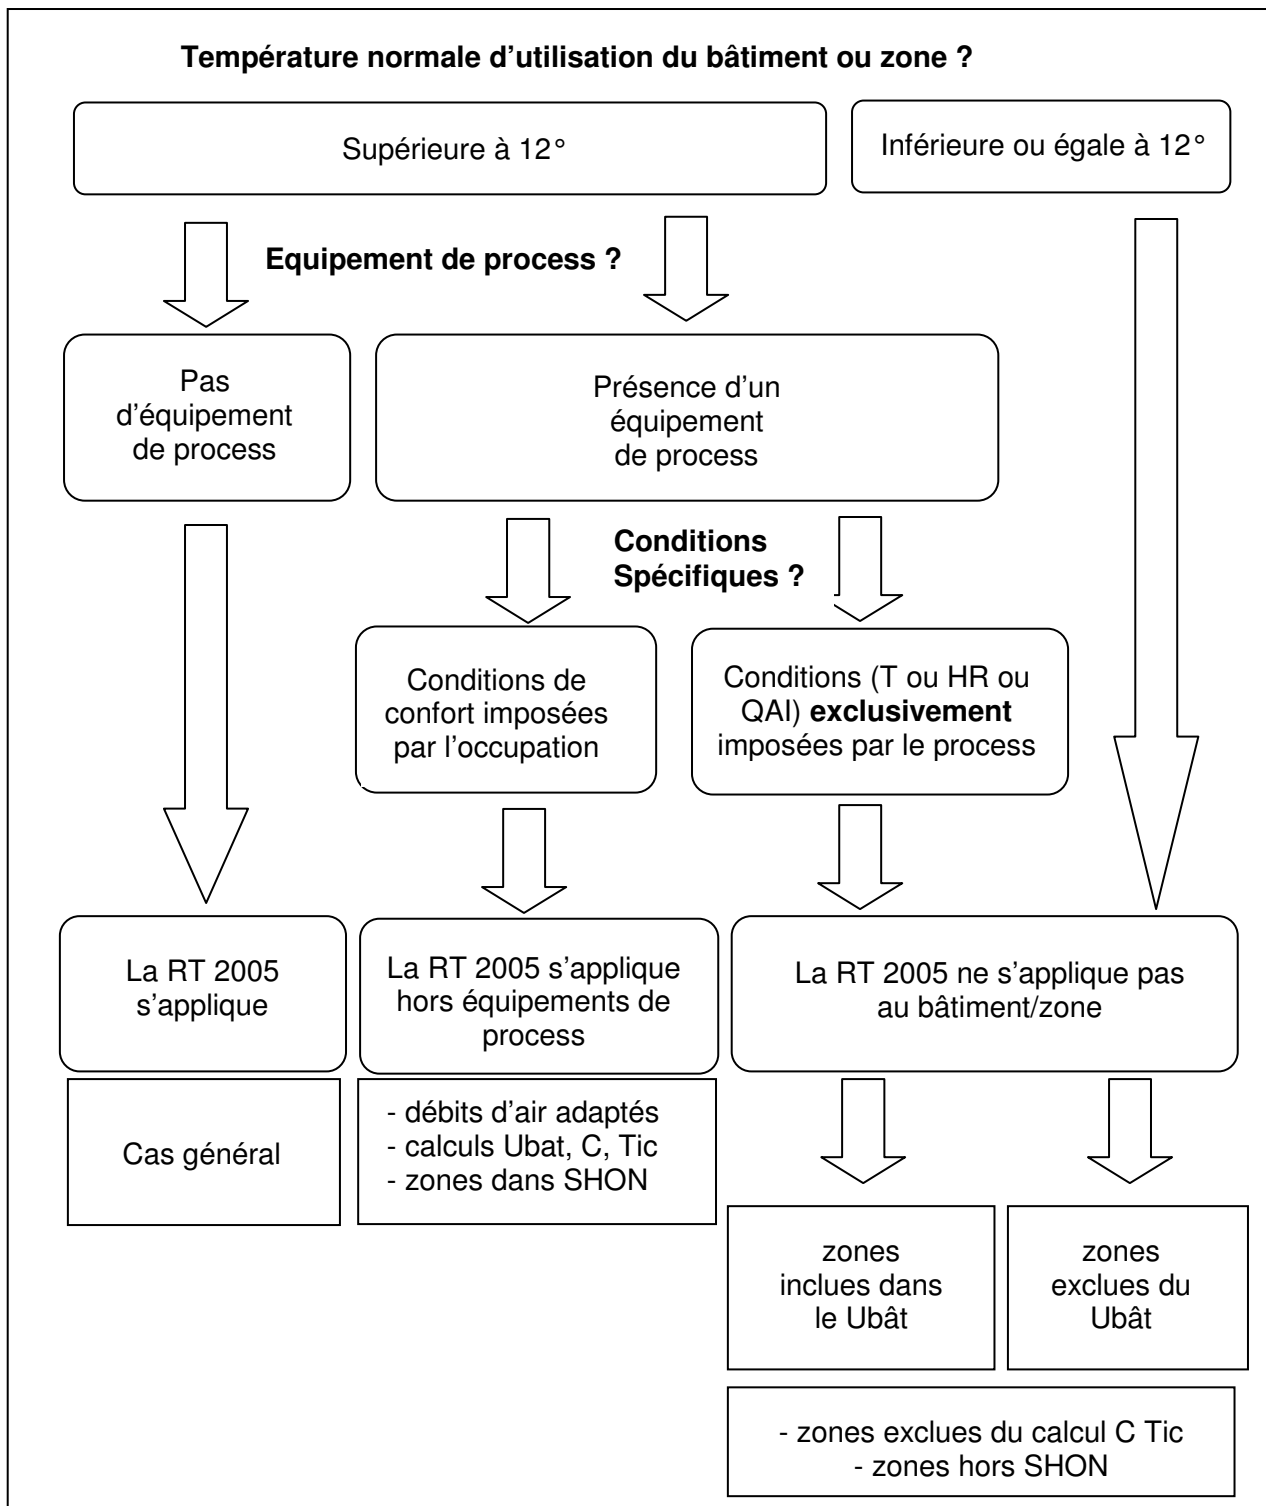 Température normale d’utilisation du bâtiment ou zone ?
Supérieure à 12°
Inférieure ou égale à 12°
Equipement de process ?
Pas
d’équipement
de process
Présence d’un
équipement
de process
Conditions
Spécifiques ?
Conditions de
confort imposées
par l’occupation
Conditions (T ou HR ou
QAI) exclusivement
imposées par le process
La RT 2005
s’applique
La RT 2005 s’applique
hors équipements de
process
La RT 2005 ne s’applique pas
au bâtiment/zone
Cas général
- débits d’air adaptés
- calculs Ubat, C, Tic
- zones dans SHON
zones
inclues dans
le Ubât
zones
exclues du
Ubât
- zones exclues du calcul C Tic
- zones hors SHON